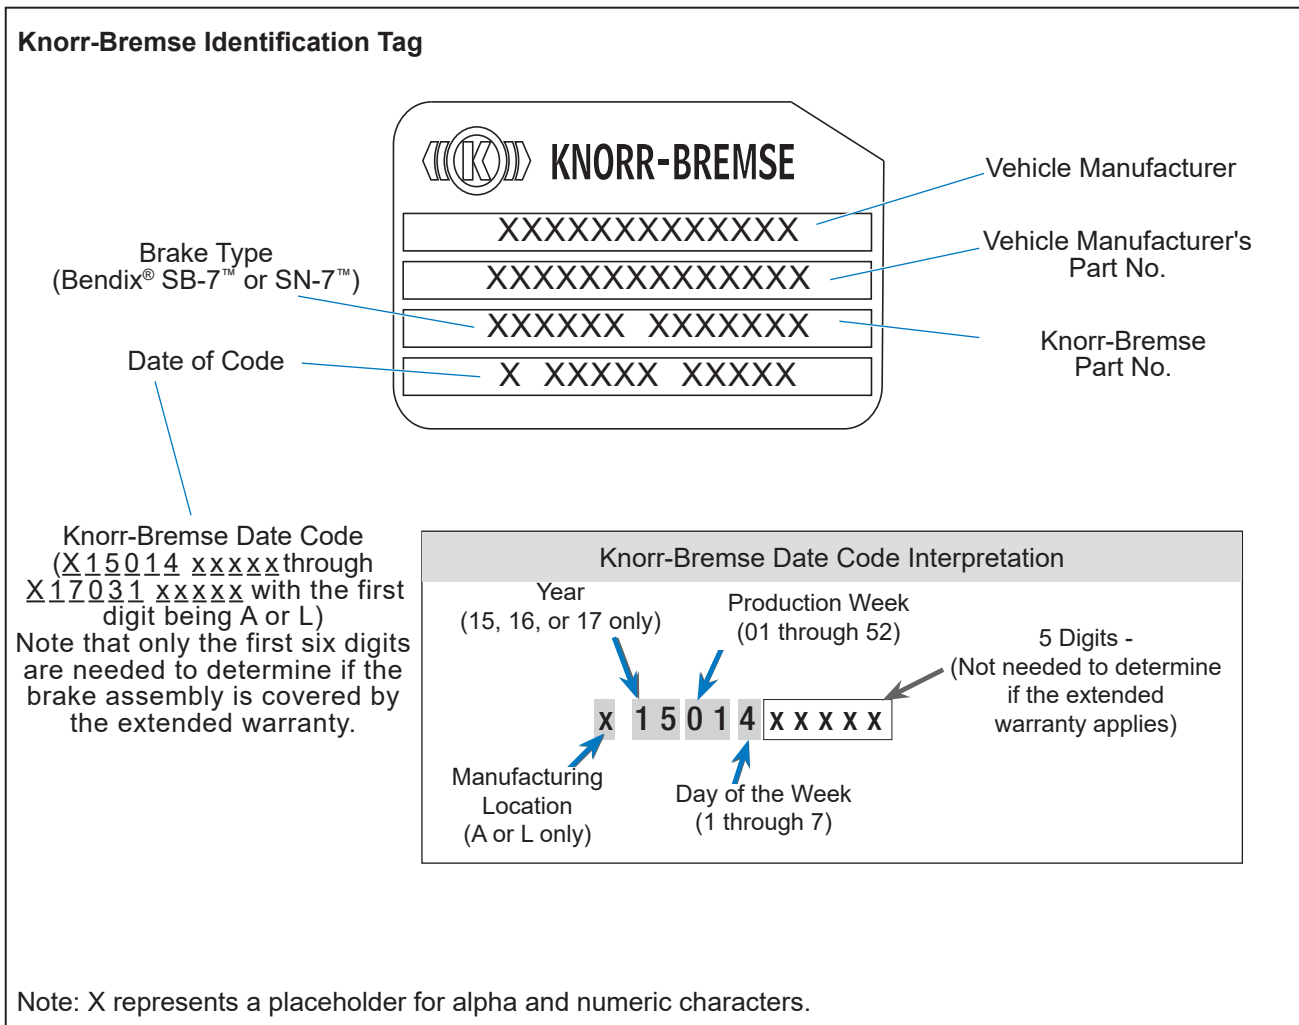 Knorr-Bremse Identification Tag
K KNORR-BREMSE
XXXXXXXXXXXXX
XXXXXXXXXXXXXX
XXXXXX XXXXXXX
X XXXXX XXXXX
Vehicle Manufacturer
Vehicle Manufacturer's
Part No.
Knorr-Bremse
Part No.
Brake Type
(Bendix® SB-7™ or SN-7™)
Date of Code
Knorr-Bremse Date Code
(X15014 xxxxx through
X17031 xxxxx with the first
digit being A or L)
Note that only the first six digits
are needed to determine if the
brake assembly is covered by
the extended warranty.
Knorr-Bremse Date Code Interpretation
Year
(15, 16, or 17 only)
Production Week
(01 through 52)
5 Digits -
(Not needed to determine
if the extended
warranty applies)
x 15 01 4 x x x x x
Manufacturing
Location
(A or L only)
Day of the Week
(1 through 7)
Note: X represents a placeholder for alpha and numeric characters.